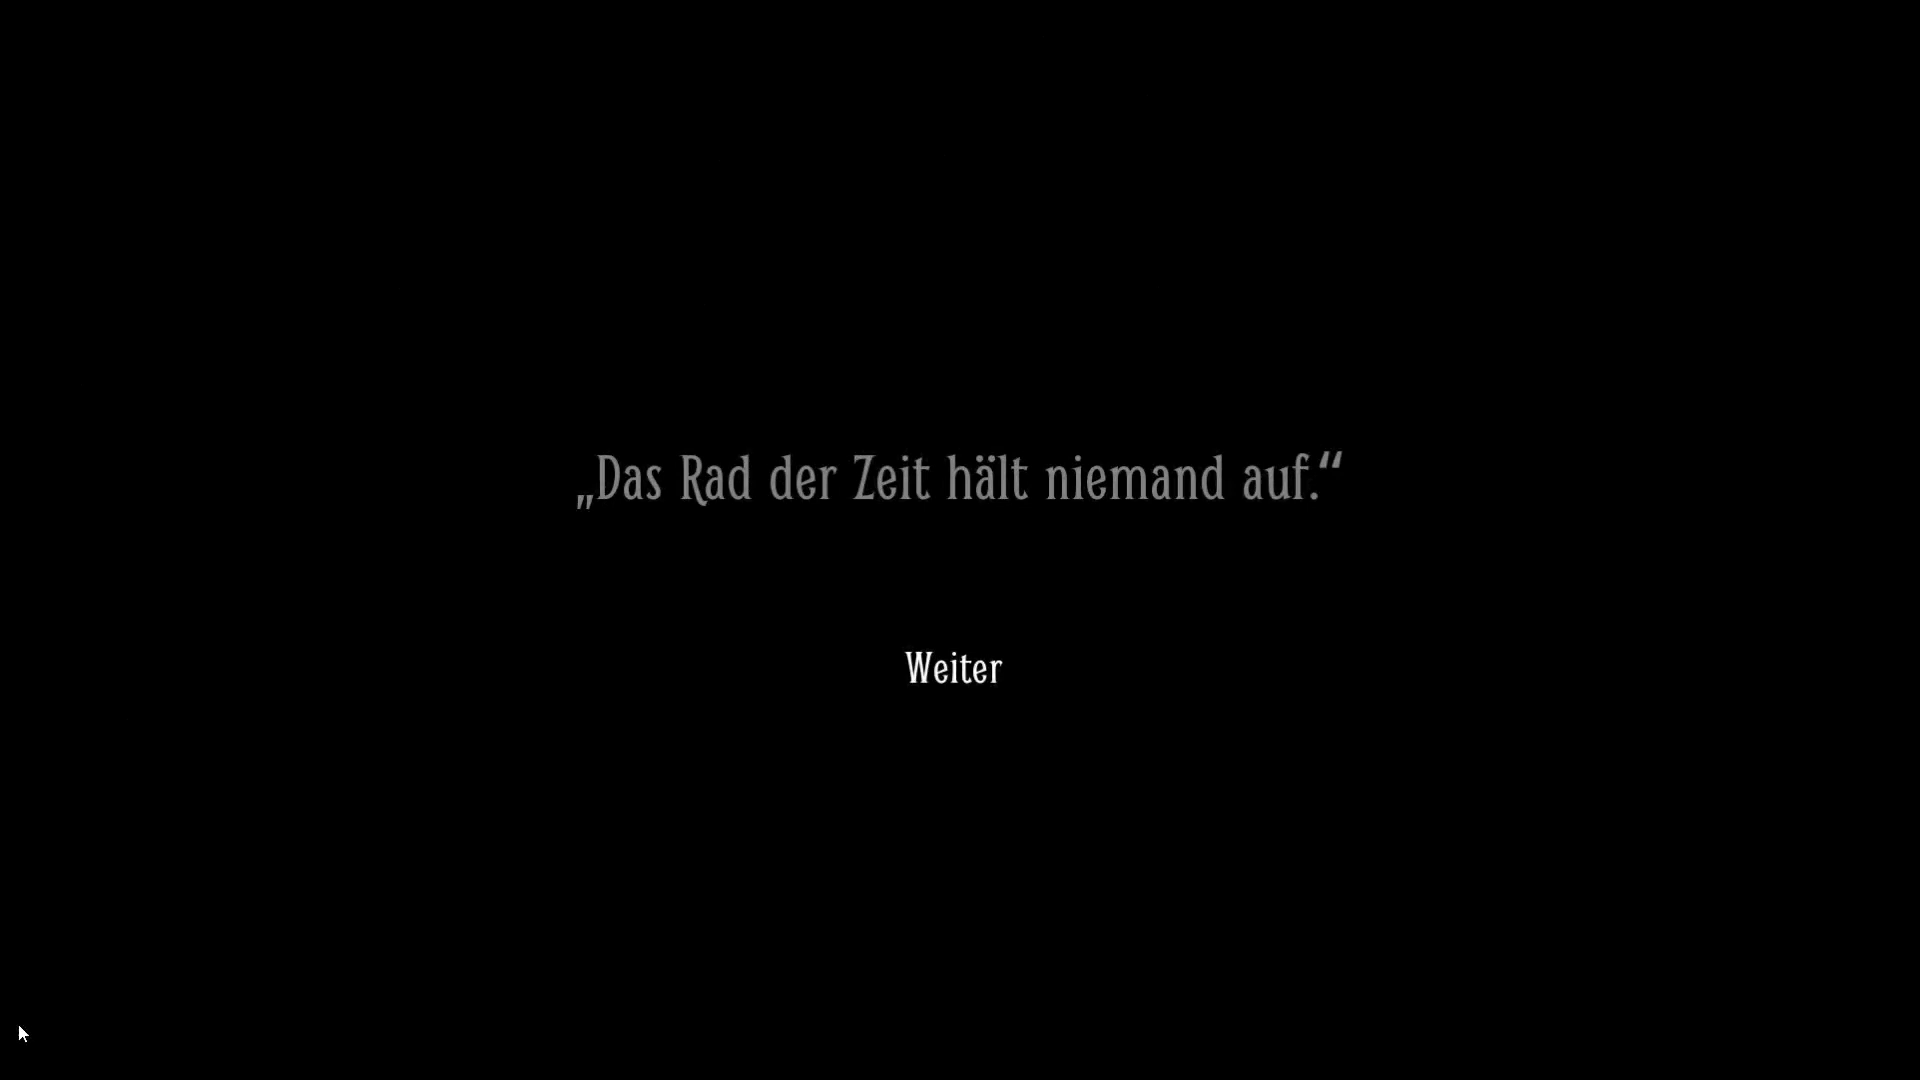 „Das Rad der Zeit hält niemand auf.“
Weiter